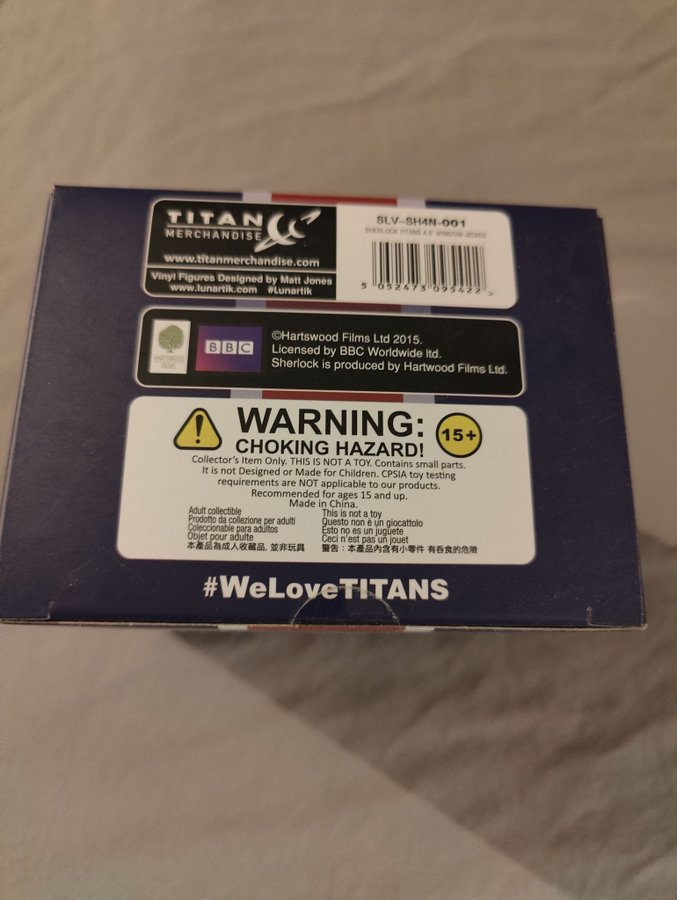 TITAN
MERCHANDISE
www.titanmerchandise.com
Vinyl Figures Designed by Matt Jones
www.lunartik.com #Lunartik
SLV-SH4N-001
SHERLOCK TITANS 4.5" WINDOW-BOXED
5 052473 095422 >
HARTSWOOD
FILMS
BBC
©Hartswood Films Ltd 2015.
Licensed by BBC Worldwide ltd.
Sherlock is produced by Hartwood Films Ltd.
WARNING:
CHOKING HAZARD!
15+
Collector's Item Only. THIS IS NOT A TOY. Contains small parts.
It is not Designed or Made for Children. CPSIA toy testing
requirements are NOT applicable to our products.
Recommended for ages 15 and up.
Made in China.
Adult collectible
Prodotto da collezione per adulti
Coleccionable para adultos
Objet pour adulte
本產品為成人收藏品, 並非玩具
This is not a toy
Questo non è un giocattolo
Esto no es un juguete
Ceci n'est pas un jouet
警告：本產品內含有小零件 有吞食的危險
#WeLoveTITANS